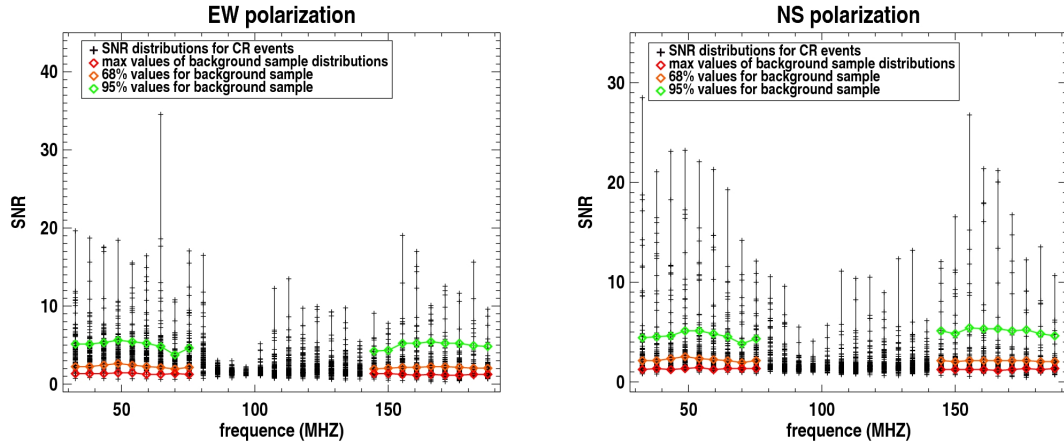 EW polarization
SNR distributions for CR events
max values of background sample distributions
68% values for background sample
95% values for background sample
40
30
20
10
0
SNR
50
100
150
frequence (MHZ)
NS polarization
SNR distributions for CR events
max values of background sample distributions
68% values for background sample
95% values for background sample
30
20
10
0
SNR
50
100
150
frequence (MHZ)